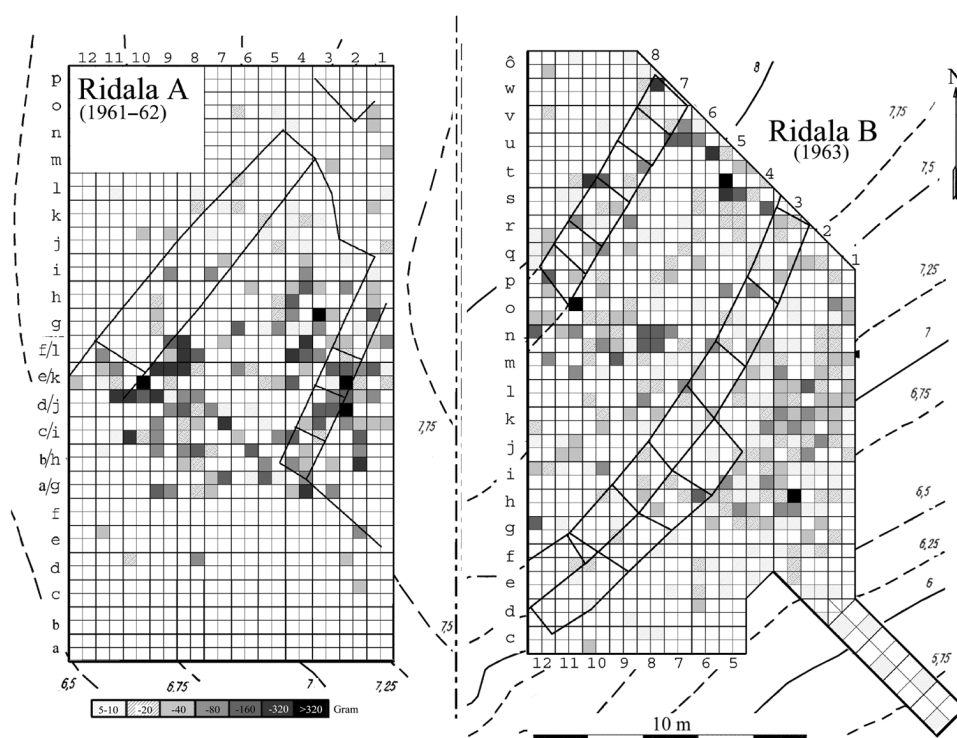 12 11 10 9 8 7 6 5 4 3 2 1
Ridala A
(1961–62)
p
o
n
m
l
k
j
i
h
g
f/l
e/k
d/j
c/i
b/h
a/g
f
e
d
c
b
a
6,5
6.75
7
7,25
7,5
7,75
5-10 -20 -40 -80 -160 -320 >320 Gram
Ridala B
(1963)
N
8
7
6
5
4
3
2
1
ô
w
v
u
t
s
r
q
p
o
n
m
l
k
j
i
h
g
f
e
d
c
12 11 10 9 8 7 6 5
8
7,75
7,5
7,25
7
6,75
6,5
6,25
6
5,75
10 m